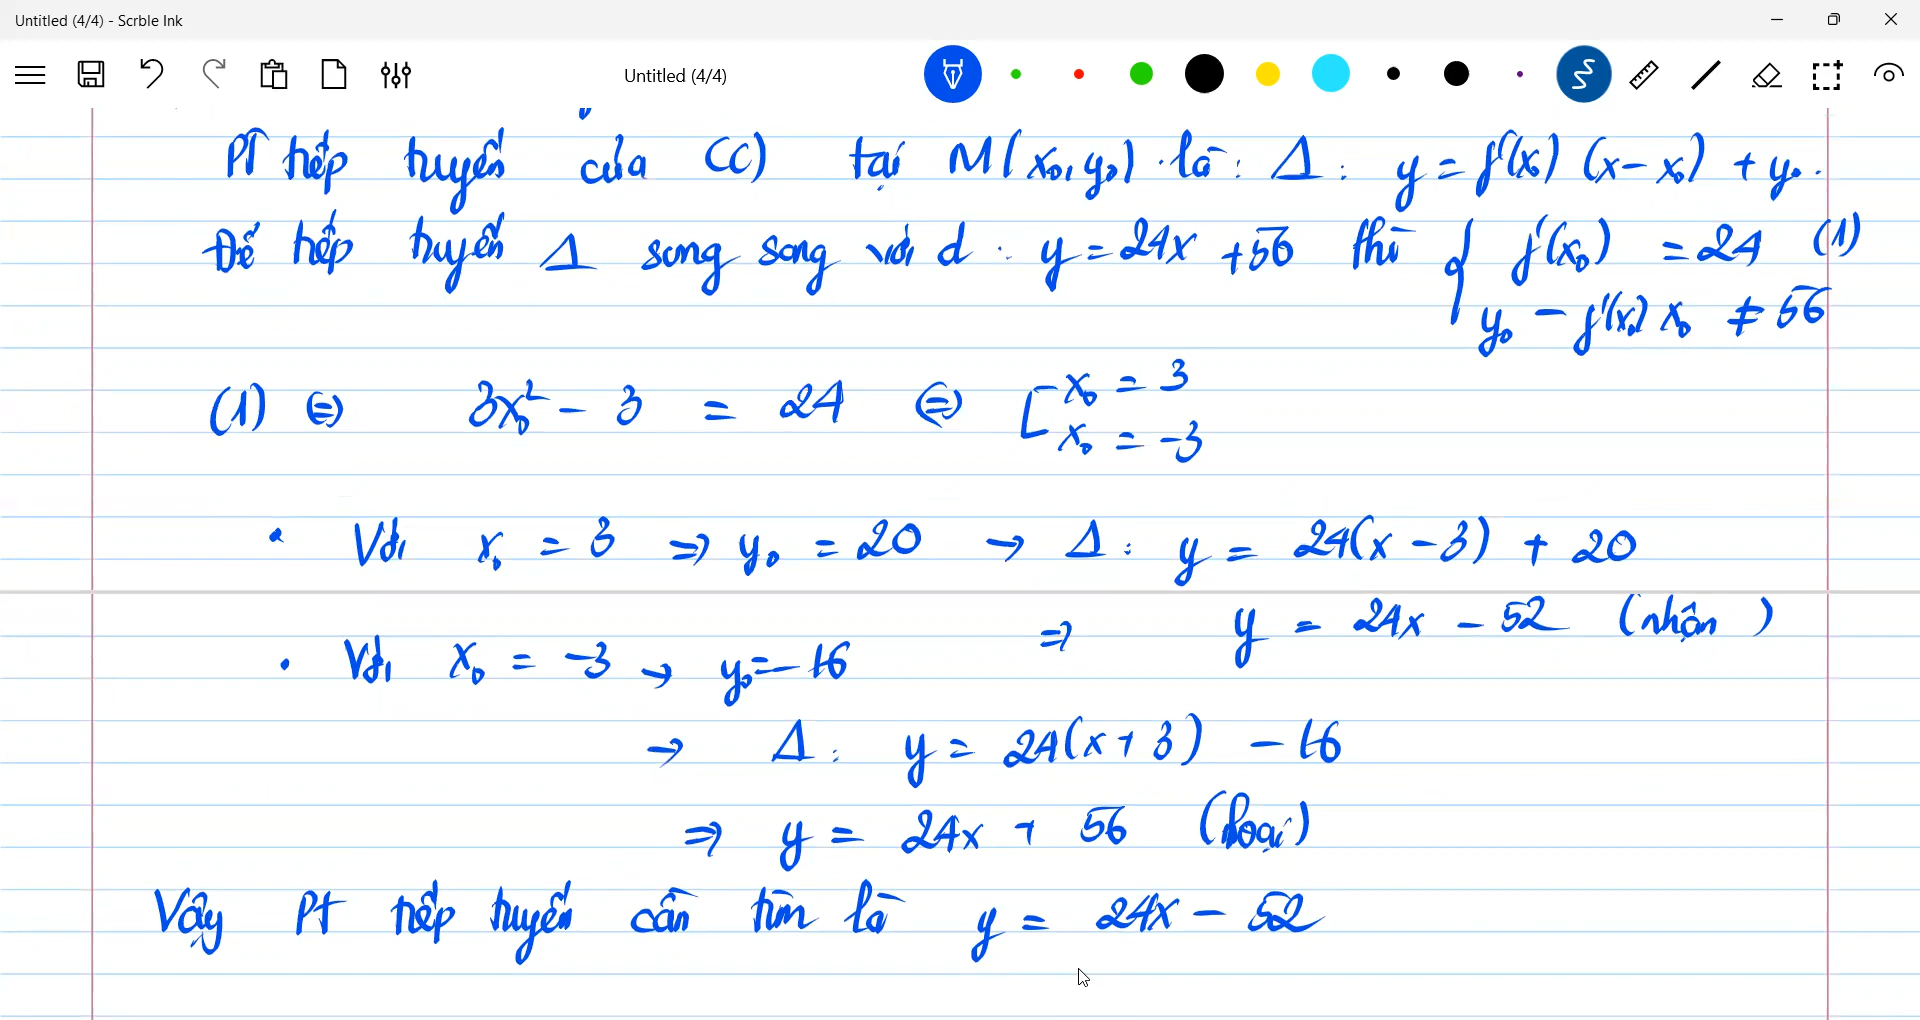 Untitled (4/4) - Scrble Ink
Untitled (4/4)
PT tiếp tuyến của (C) tại M(x₀, y₀) là: Δ: y = f'(x₀) (x - x₀) + y₀.
Để tiếp tuyến Δ song song với d: y = 24x + 56 thì { f'(x₀) = 24 (1)
y₀ - f'(x₀) x₀ ≠ 56
(1) ⇔ 3x₀² - 3 = 24 ⇔ [ x₀ = 3
x₀ = -3
• Với x₀ = 3 ⇒ y₀ = 20 → Δ: y = 24(x - 3) + 20
⇒ y = 24x - 52 (nhận)
• Với x₀ = -3 → y₀ = -16
→ Δ: y = 24(x + 3) - 16
⇒ y = 24x + 56 (loại)
Vậy Pt tiếp tuyến cần tìm là y = 24x - 52